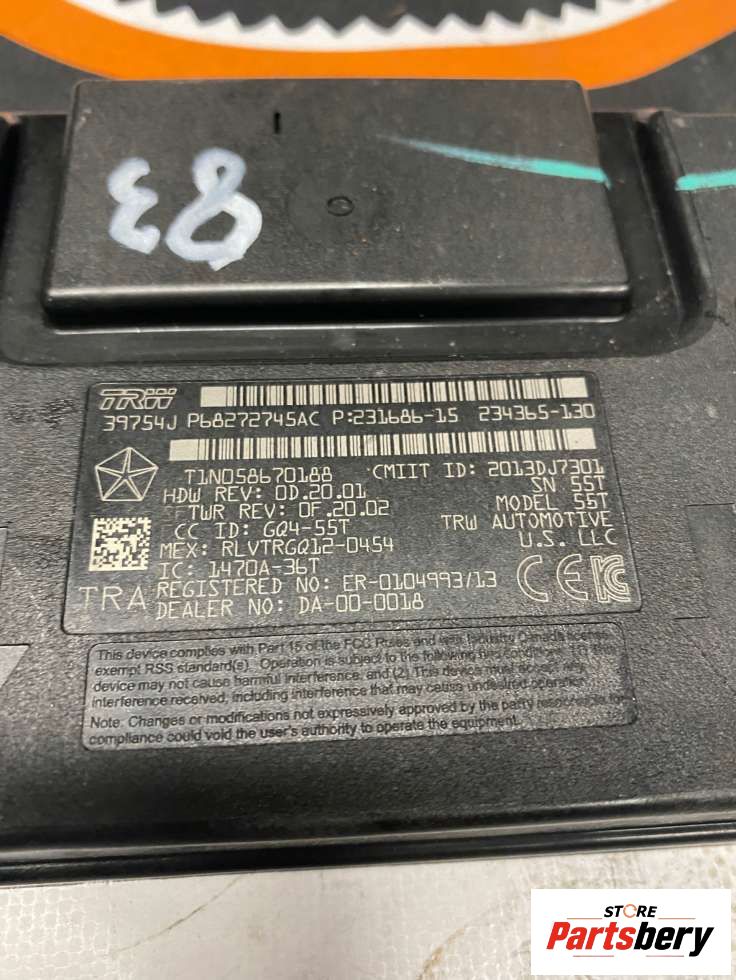 83
TRW
39754J P68272745AC P:231686-15 234365-130
T1N058670188 CMIIT ID: 2013DJ7301
HDW REV: 0D.20.01 SN 55T
FTWR REV: 0F.20.02 MODEL 55T
CC ID: GQ4-55T TRW AUTOMOTIVE
MEX: RLVTRGQ12-0454 U.S. LLC
IC: 1470A-36T
TRA REGISTERED NO: ER-0104993/13
DEALER NO: DA-00-0018
CE
This device complies with Part 15 of the FCC Rules and with Industry Canada license
exempt RSS standard(s). Operation is subject to the following two conditions: (1) This
device may not cause harmful interference, and (2) This device must accept any
interference received, including interference that may cause undesired operation
Note: Changes or modifications not expressively approved by the party responsible for
compliance could void the user's authority to operate the equipment.
STORE
Partsbery